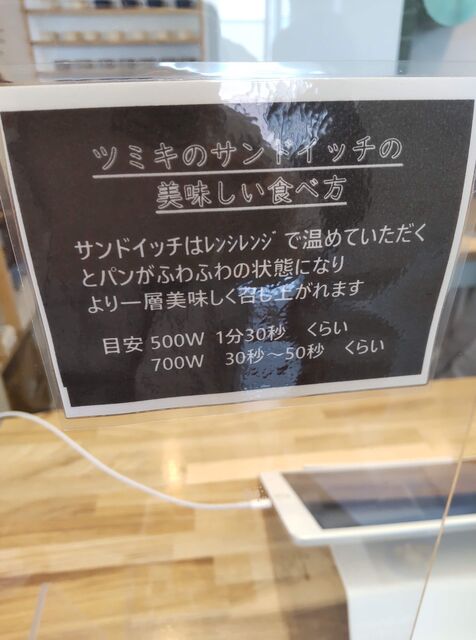 ツミキのサンドイッチの
美味しい食べ方
サンドイッチはﾚﾝｼﾚﾝｼﾞで温めていただく
とパンがふわふわの状態になり
より一層美味しく召し上がれます
目安 500W 1分30秒 くらい
700W 30秒～50秒 くらい